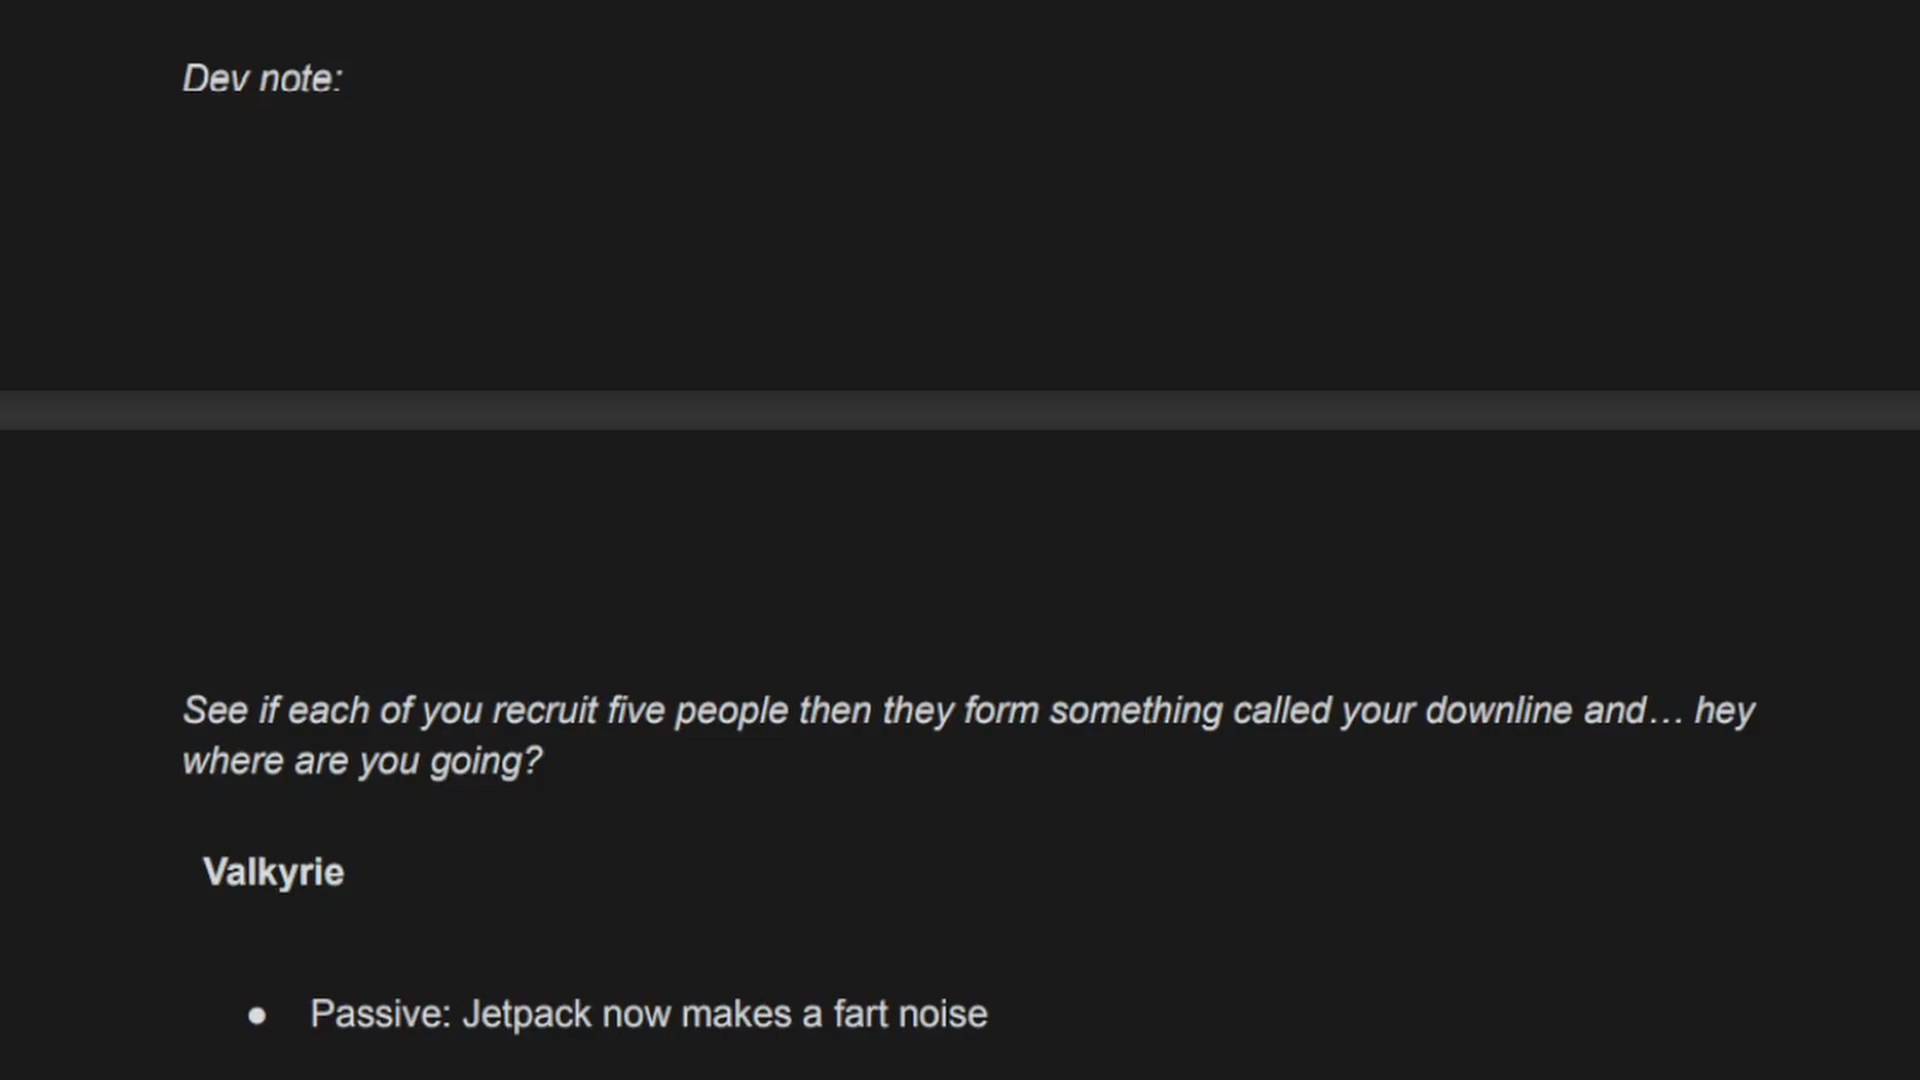 Dev note:
See if each of you recruit five people then they form something called your downline and… hey
where are you going?
Valkyrie
● Passive: Jetpack now makes a fart noise